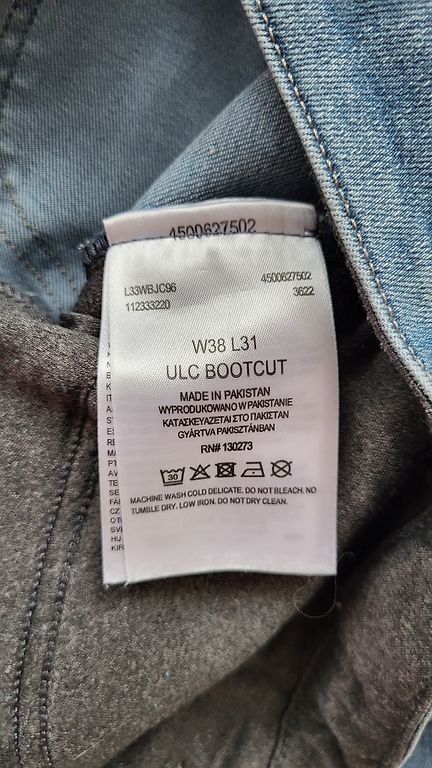 4500627502
L33WBJC96 4500627502
112333220 3622
W38 L31
ULC BOOTCUT
MADE IN PAKISTAN
WYPRODUKOWANO W PAKISTANIE
ΚΑΤΑΣΚΕΥΑΖΕΤΑΙ ΣΤΟ ΠΑΚΙΣΤΑΝ
GYÁRTVA PAKISZTÁNBAN
RN# 130273
30
MACHINE WASH COLD DELICATE. DO NOT BLEACH. NO
TUMBLE DRY. LOW IRON. DO NOT DRY CLEAN.